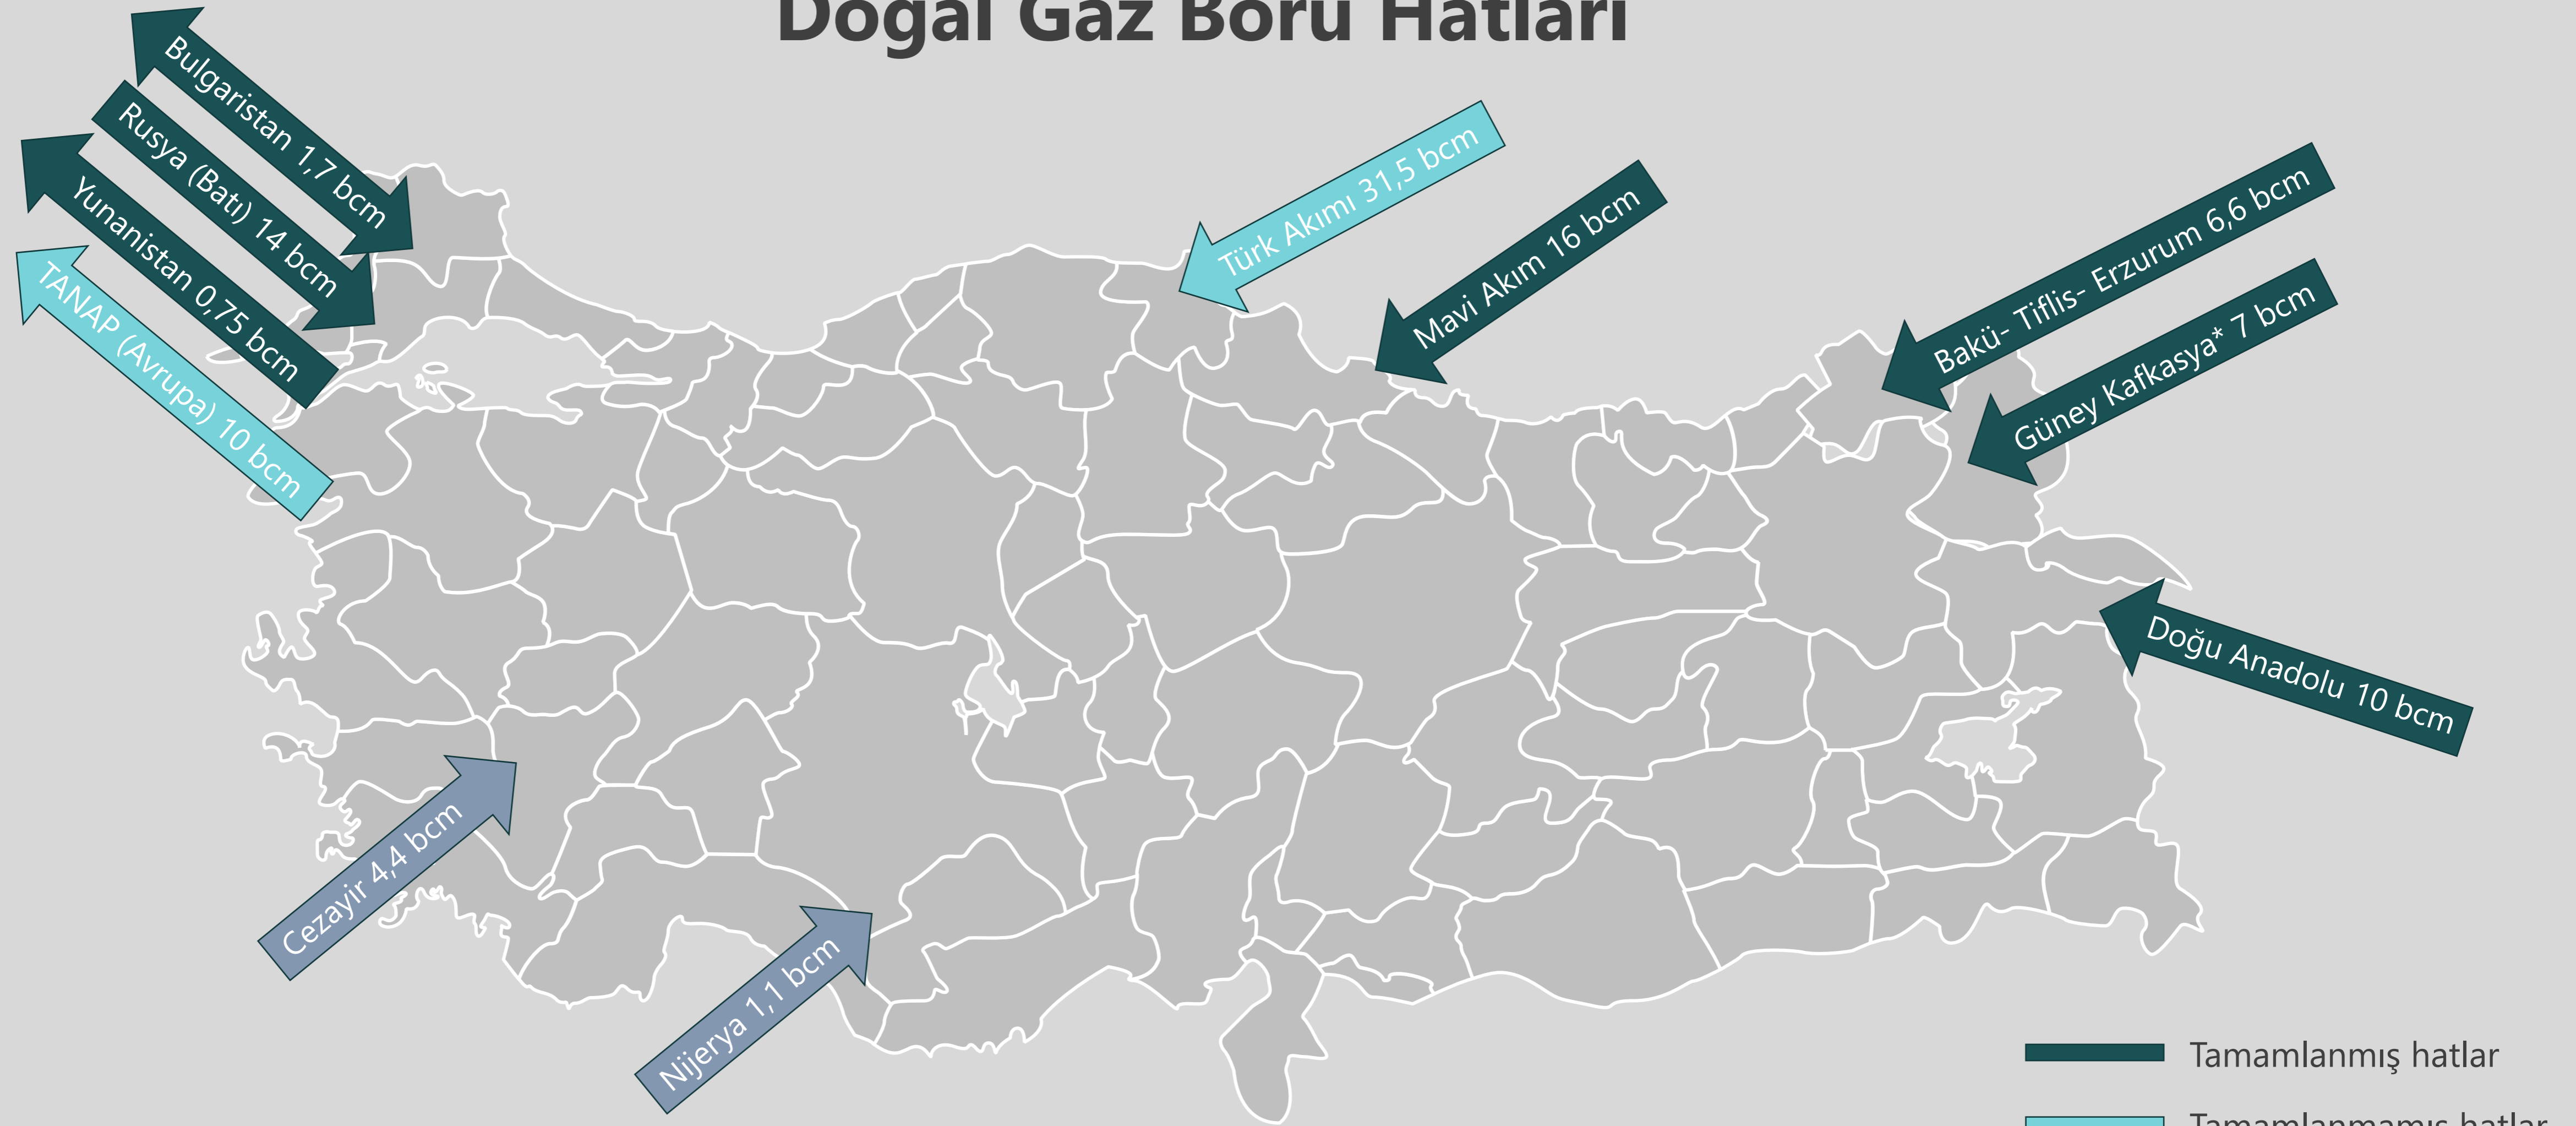 Doğal Gaz Boru Hatları
Bulgaristan 1,7 bcm
Rusya (Batı) 14 bcm
Yunanistan 0,75 bcm
TANAP (Avrupa) 10 bcm
Türk Akımı 31,5 bcm
Mavi Akım 16 bcm
Bakü- Tiflis- Erzurum 6,6 bcm
Güney Kafkasya* 7 bcm
Doğu Anadolu 10 bcm
Cezayir 4,4 bcm
Nijerya 1,1 bcm
Tamamlanmış hatlar
Tamamlanmamış hatlar